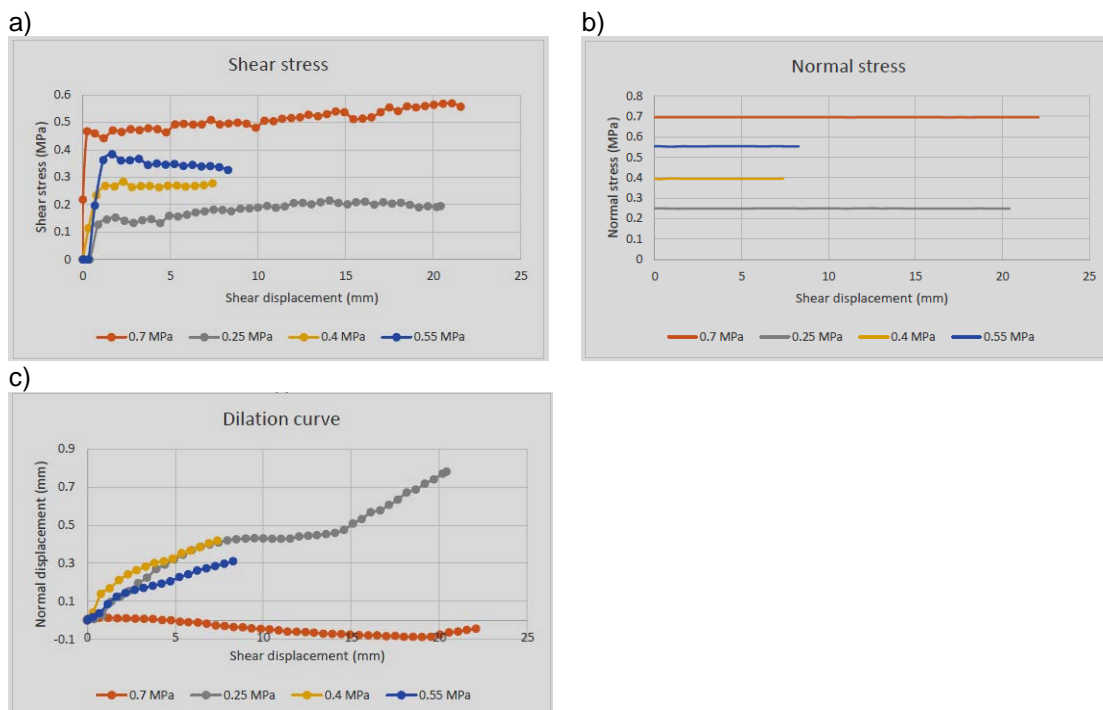 a)
Shear stress
0.6
0.5
0.4
0.3
0.2
0.1
0
Shear stress (MPa)
0 5 10 15 20 25
Shear displacement (mm)
0.7 MPa 0.25 MPa 0.4 MPa 0.55 MPa
b)
Normal stress
0.8
0.7
0.6
0.5
0.4
0.3
0.2
0.1
0
Normal stress (MPa)
0 5 10 15 20 25
Shear displacement (mm)
0.7 MPa 0.25 MPa 0.4 MPa 0.55 MPa
c)
Dilation curve
0.9
0.7
0.5
0.3
0.1
-0.1
Normal displacement (mm)
0 5 10 15 20 25
Shear displacement (mm)
0.7 MPa 0.25 MPa 0.4 MPa 0.55 MPa